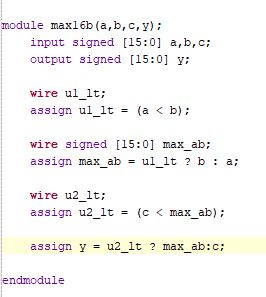 module max16b(a,b,c,y);
input signed [15:0] a,b,c;
output signed [15:0] y;
wire u1_lt;
assign u1_lt = (a < b);
wire signed [15:0] max_ab;
assign max_ab = u1_lt ? b : a;
wire u2_lt;
assign u2_lt = (c < max_ab);
assign y = u2_lt ? max_ab:c;
endmodule